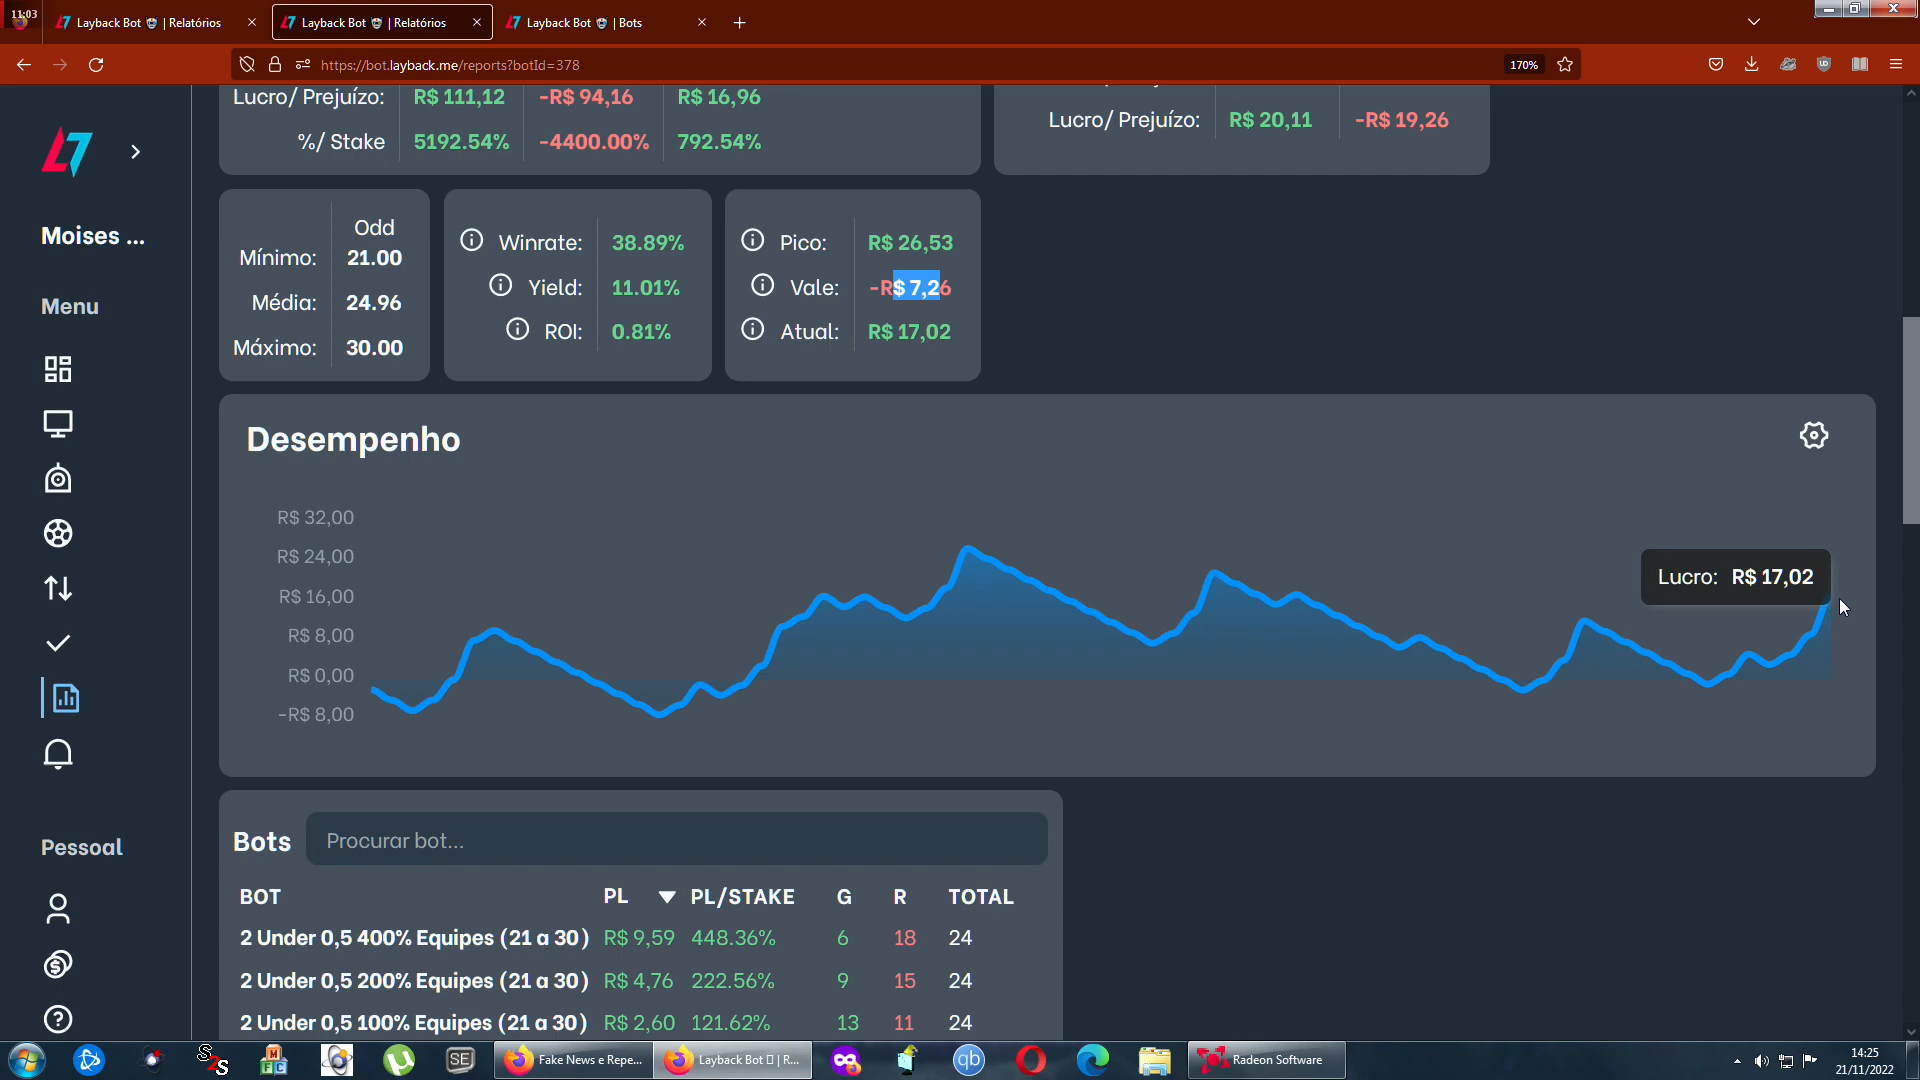 11:03
Layback Bot | Relatórios
Layback Bot | Relatórios
Layback Bot | Bots
https://bot.layback.me/reports?botId=378
170%
Moises ...
Menu
Pessoal
Lucro/ Prejuízo: R$ 111,12 -R$ 94,16 R$ 16,96
%/ Stake 5192.54% -4400.00% 792.54%
Lucro/ Prejuízo: R$ 20,11 -R$ 19,26
Odd
Mínimo: 21.00
Média: 24.96
Máximo: 30.00
Winrate: 38.89%
Yield: 11.01%
ROI: 0.81%
Pico: R$ 26,53
Vale: -R$ 7,26
Atual: R$ 17,02
Desempenho
R$ 32,00
R$ 24,00
R$ 16,00
R$ 8,00
R$ 0,00
-R$ 8,00
Lucro: R$ 17,02
Bots
Procurar bot...
BOT PL PL/STAKE G R TOTAL
2 Under 0,5 400% Equipes (21 a 30) R$ 9,59 448.36% 6 18 24
2 Under 0,5 200% Equipes (21 a 30) R$ 4,76 222.56% 9 15 24
2 Under 0,5 100% Equipes (21 a 30) R$ 2,60 121.62% 13 11 24
Fake News e Repe...
Layback Bot | R...
Radeon Software
14:25
21/11/2022